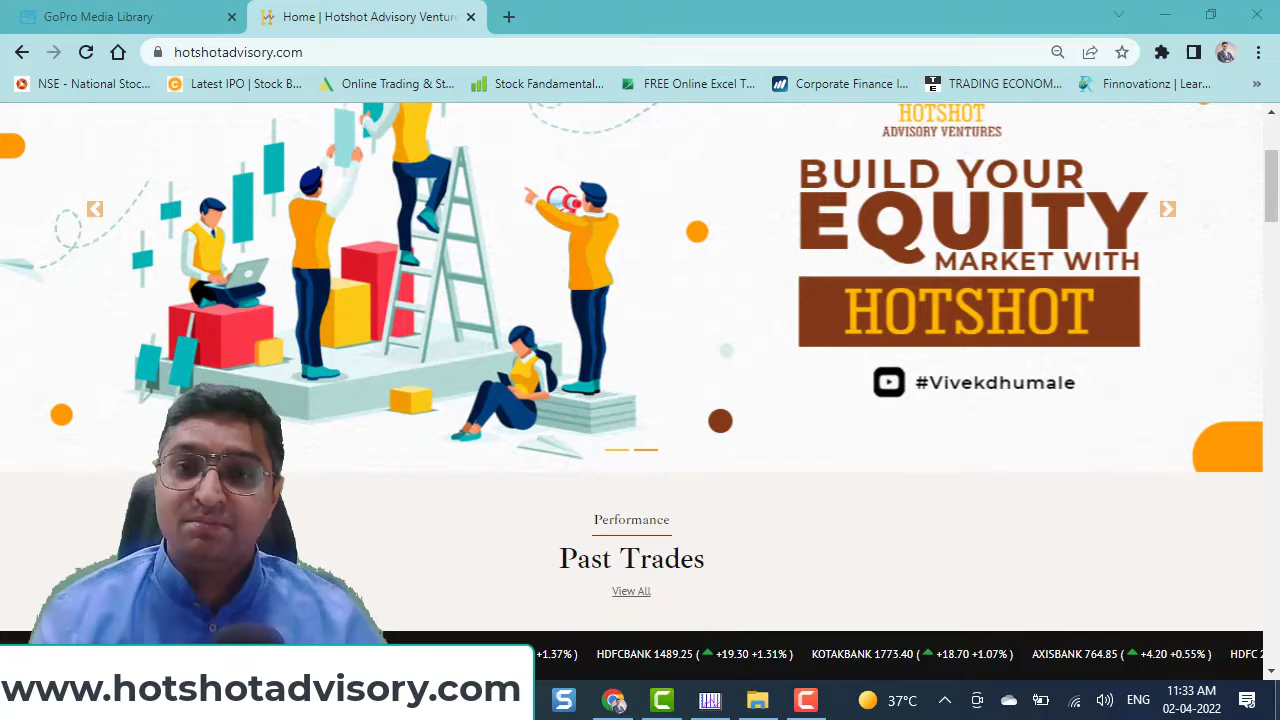 GoPro Media Library
Home | Hotshot Advisory Ventur
hotshotadvisory.com
NSE - National Stoc...
Latest IPO | Stock B...
Online Trading & St...
Stock Fundamental...
FREE Online Excel T...
Corporate Finance I...
TRADING ECONOM...
Finnovationz | Lear...
HOTSHOT
ADVISORY VENTURES
BUILD YOUR
EQUITY
MARKET WITH
HOTSHOT
#Vivekdhumale
Performance
Past Trades
View All
+1.37% ) HDFCBANK 1489.25 ( +19.30 +1.31% ) KOTAKBANK 1773.40 ( +18.70 +1.07% ) AXISBANK 764.85 ( +4.20 +0.55% ) HDFC 2
www.hotshotadvisory.com
37°C
ENG
11:33 AM
02-04-2022